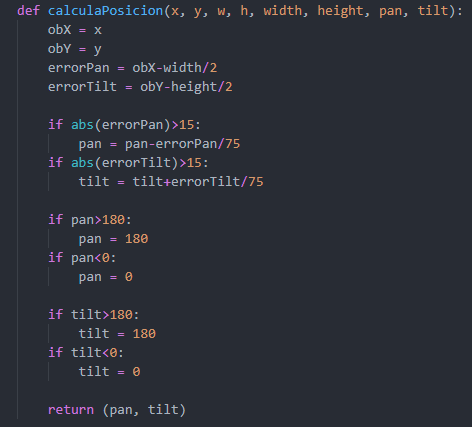 def calculaPosicion(x, y, w, h, width, height, pan, tilt):
    obX = x
    obY = y
    errorPan = obX-width/2
    errorTilt = obY-height/2

    if abs(errorPan)>15:
        pan = pan-errorPan/75
    if abs(errorTilt)>15:
        tilt = tilt+errorTilt/75

    if pan>180:
        pan = 180
    if pan<0:
        pan = 0

    if tilt>180:
        tilt = 180
    if tilt<0:
        tilt = 0

    return (pan, tilt)